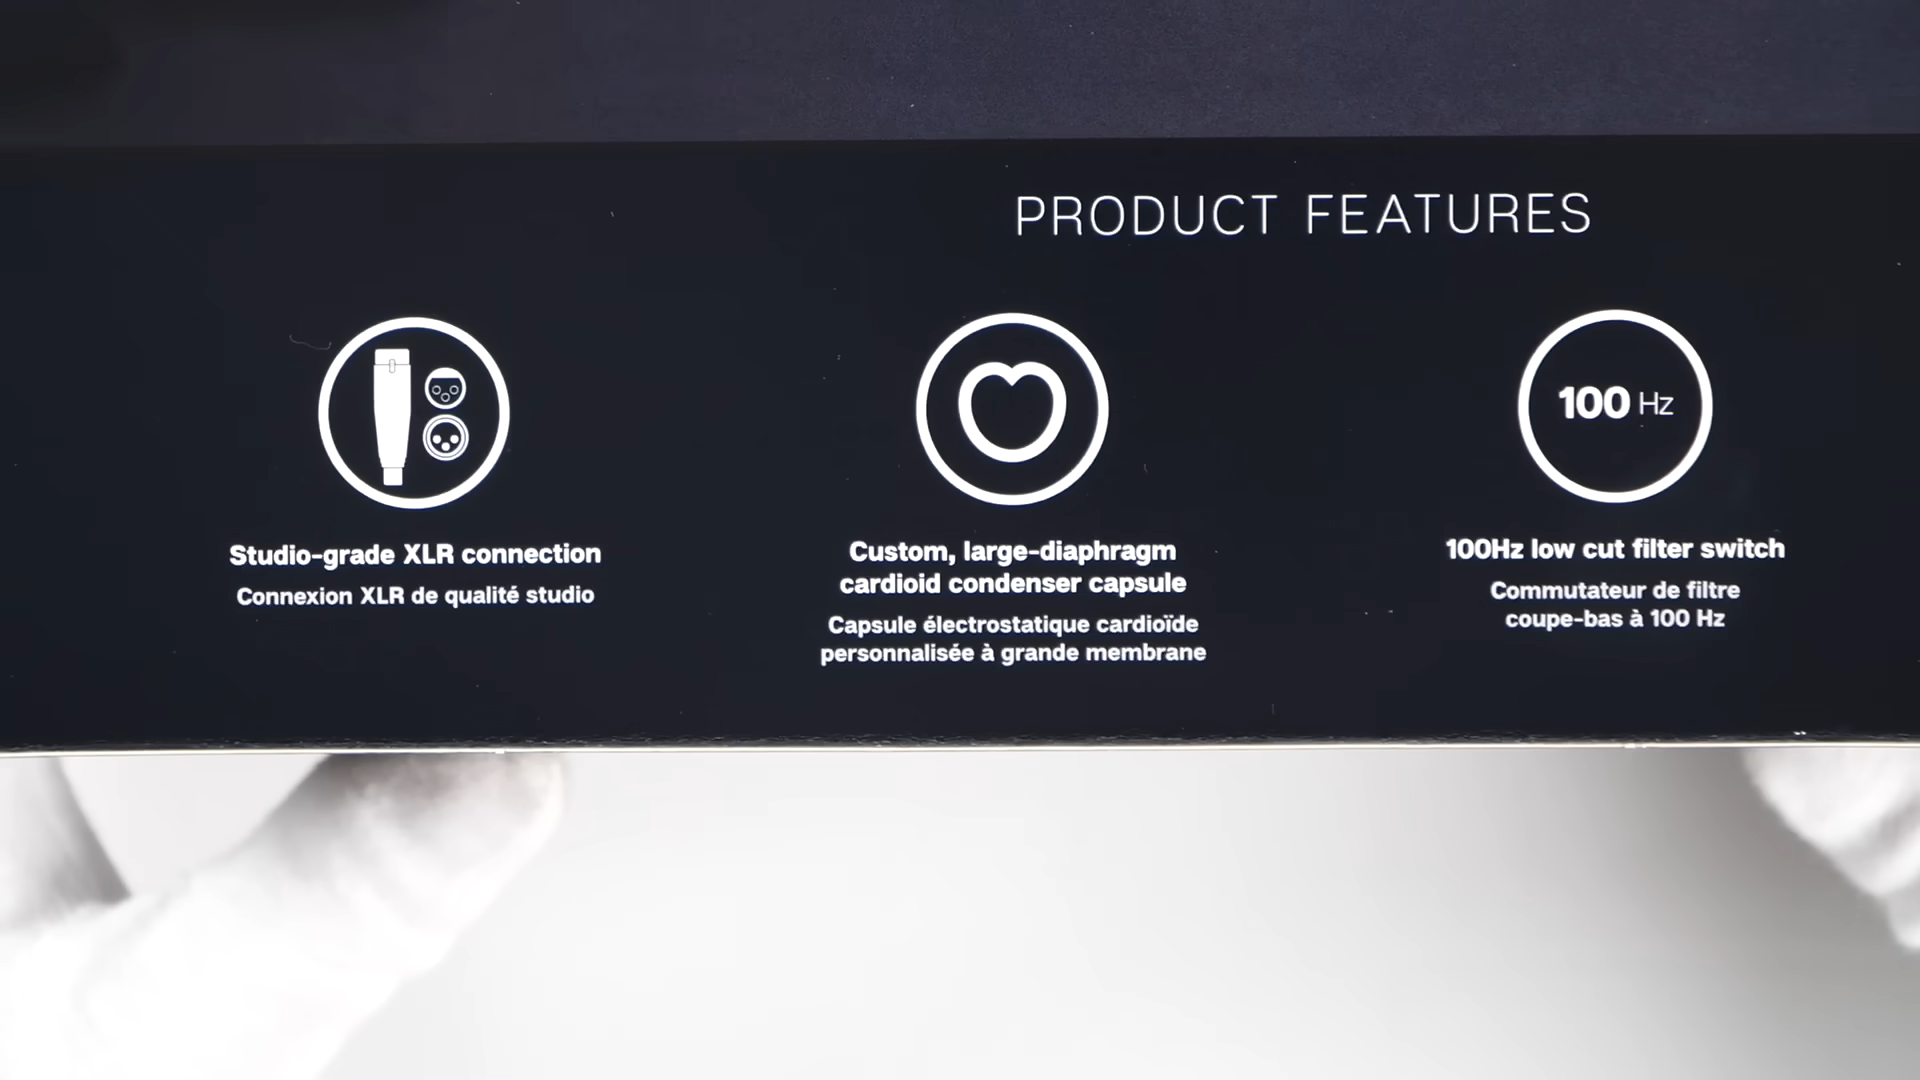 PRODUCT FEATURES
Studio-grade XLR connection
Connexion XLR de qualité studio
Custom, large-diaphragm
cardioid condenser capsule
Capsule électrostatique cardioïde
personnalisée à grande membrane
100 Hz
100Hz low cut filter switch
Commutateur de filtre
coupe-bas à 100 Hz